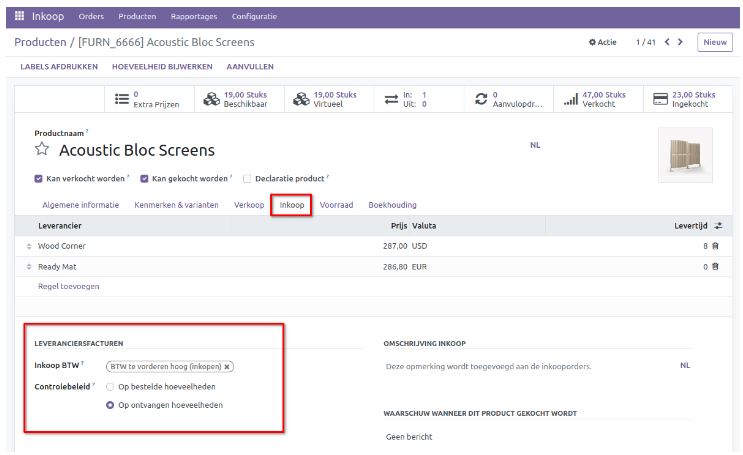 Inkoop Orders Producten Rapportages Configuratie
Producten / [FURN_6666] Acoustic Bloc Screens Actie 1 / 41 Nieuw
LABELS AFDRUKKEN HOEVEELHEID BIJWERKEN AANVULLEN
0 19,00 Stuks 19,00 Stuks In: 1 0 47,00 Stuks 23,00 Stuks
Extra Prijzen Beschikbaar Virtueel Uit: 0 Aanvulopdr... Verkocht Ingekocht
Productnaam ?
Acoustic Bloc Screens NL
Kan verkocht worden ? Kan gekocht worden ? Declaratie product ?
Algemene informatie Kenmerken & varianten Verkoop Inkoop Voorraad Boekhouding
Leverancier Prijs Valuta Levertijd
Wood Corner 287,00 USD 8
Ready Mat 286,80 EUR 0
Regel toevoegen
LEVERANCIERSFACTUREN OMSCHRIJVING INKOOP
Inkoop BTW ? BTW te vorderen hoog (inkopen) Deze opmerking wordt toegevoegd aan de inkooporders. NL
Controlebeleid ? Op bestelde hoeveelheden
Op ontvangen hoeveelheden
WAARSCHUW WANNEER DIT PRODUCT GEKOCHT WORDT
Geen bericht